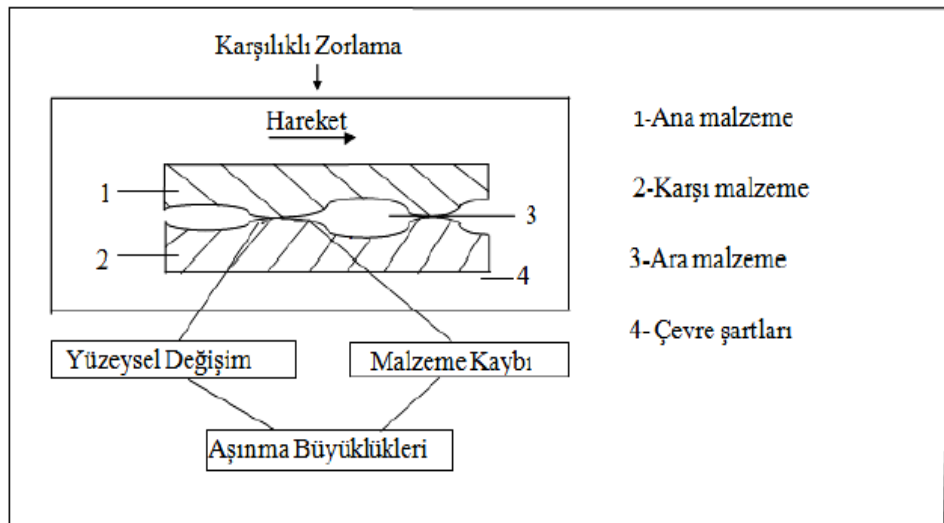 Karşılıklı Zorlama
Hareket
1
2
3
4
Yüzeysel Değişim
Malzeme Kaybı
Aşınma Büyüklükleri
1-Ana malzeme
2-Karşı malzeme
3-Ara malzeme
4- Çevre şartları